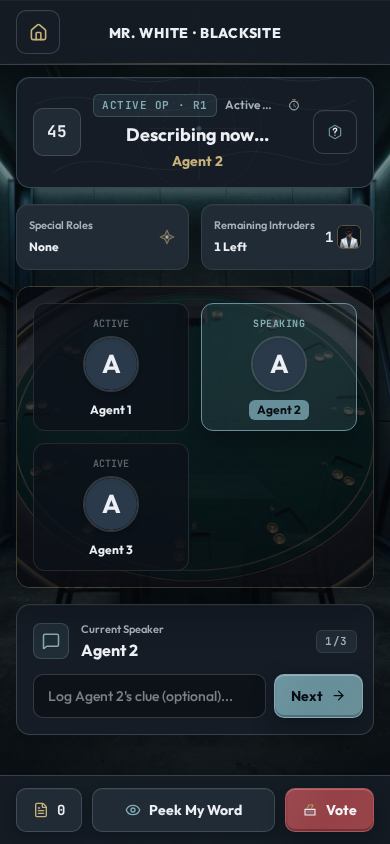 MR. WHITE · BLACKSITE
45
ACTIVE OP · R1
Active...
Describing now...
Agent 2
Special Roles
None
Remaining Intruders
1 Left
1
ACTIVE
A
Agent 1
SPEAKING
A
Agent 2
ACTIVE
A
Agent 3
Current Speaker
Agent 2
1/3
Log Agent 2's clue (optional)...
Next
0
Peek My Word
Vote